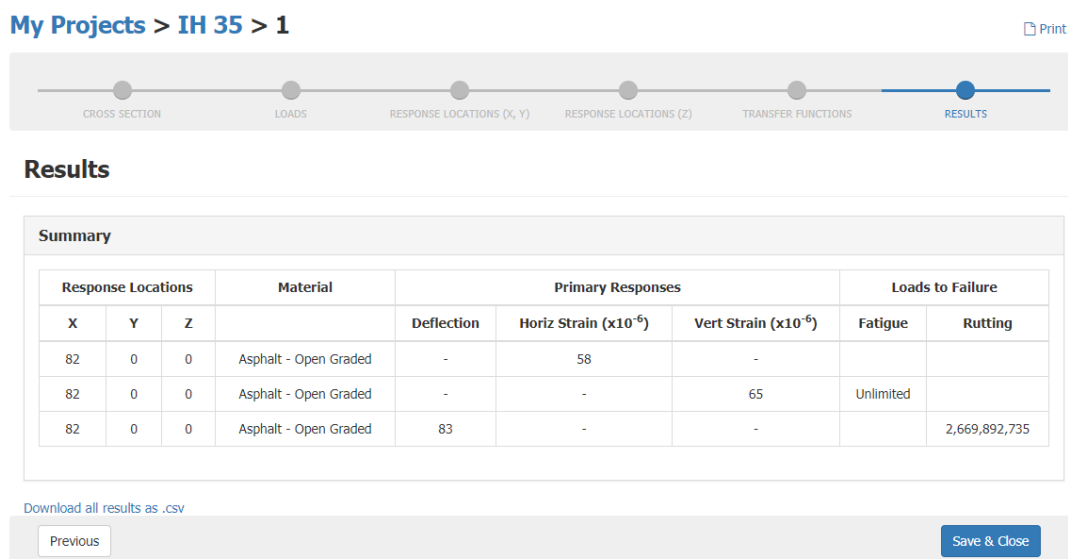 My Projects > IH 35 > 1
Print
CROSS SECTION LOADS RESPONSE LOCATIONS (X, Y) RESPONSE LOCATIONS (Z) TRANSFER FUNCTIONS RESULTS
Results
Summary
Response Locations Material Primary Responses Loads to Failure
X Y Z Deflection Horiz Strain (x10⁻⁶) Vert Strain (x10⁻⁶) Fatigue Rutting
82 0 0 Asphalt - Open Graded - 58 -
82 0 0 Asphalt - Open Graded - - 65 Unlimited
82 0 0 Asphalt - Open Graded 83 - - 2,669,892,735
Download all results as .csv
Previous Save & Close